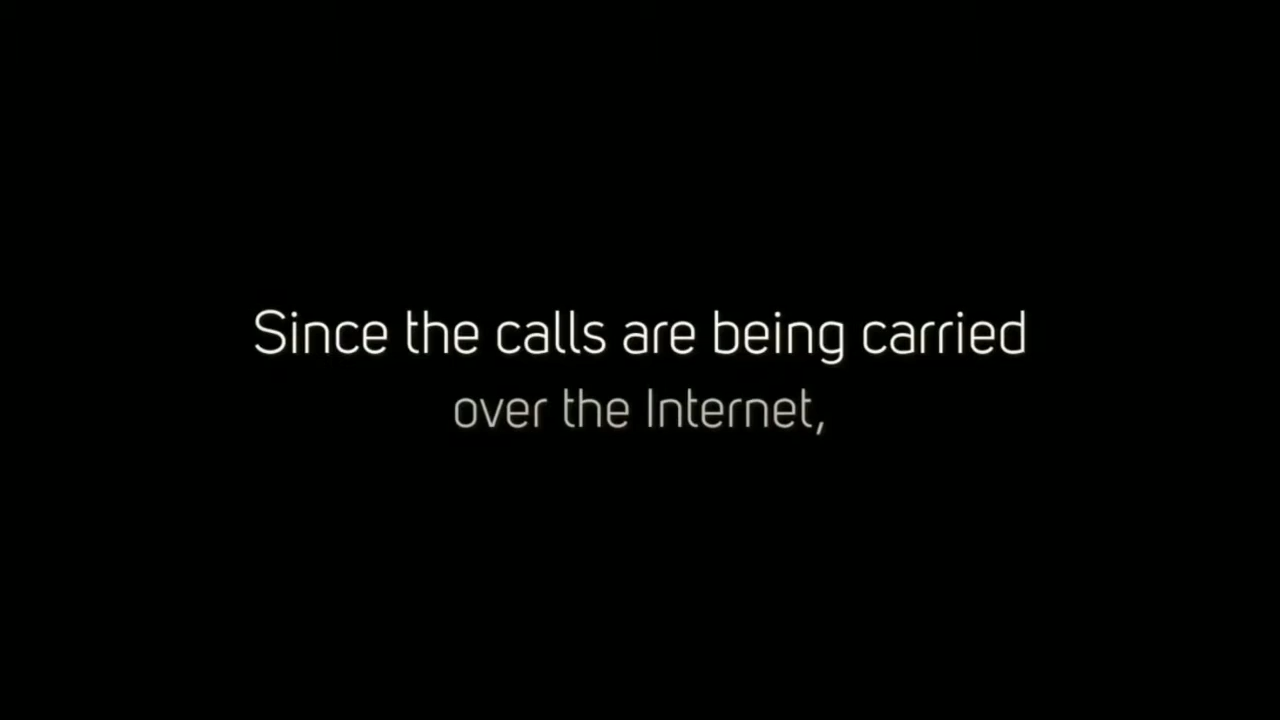 Since the calls are being carried
over the Internet,